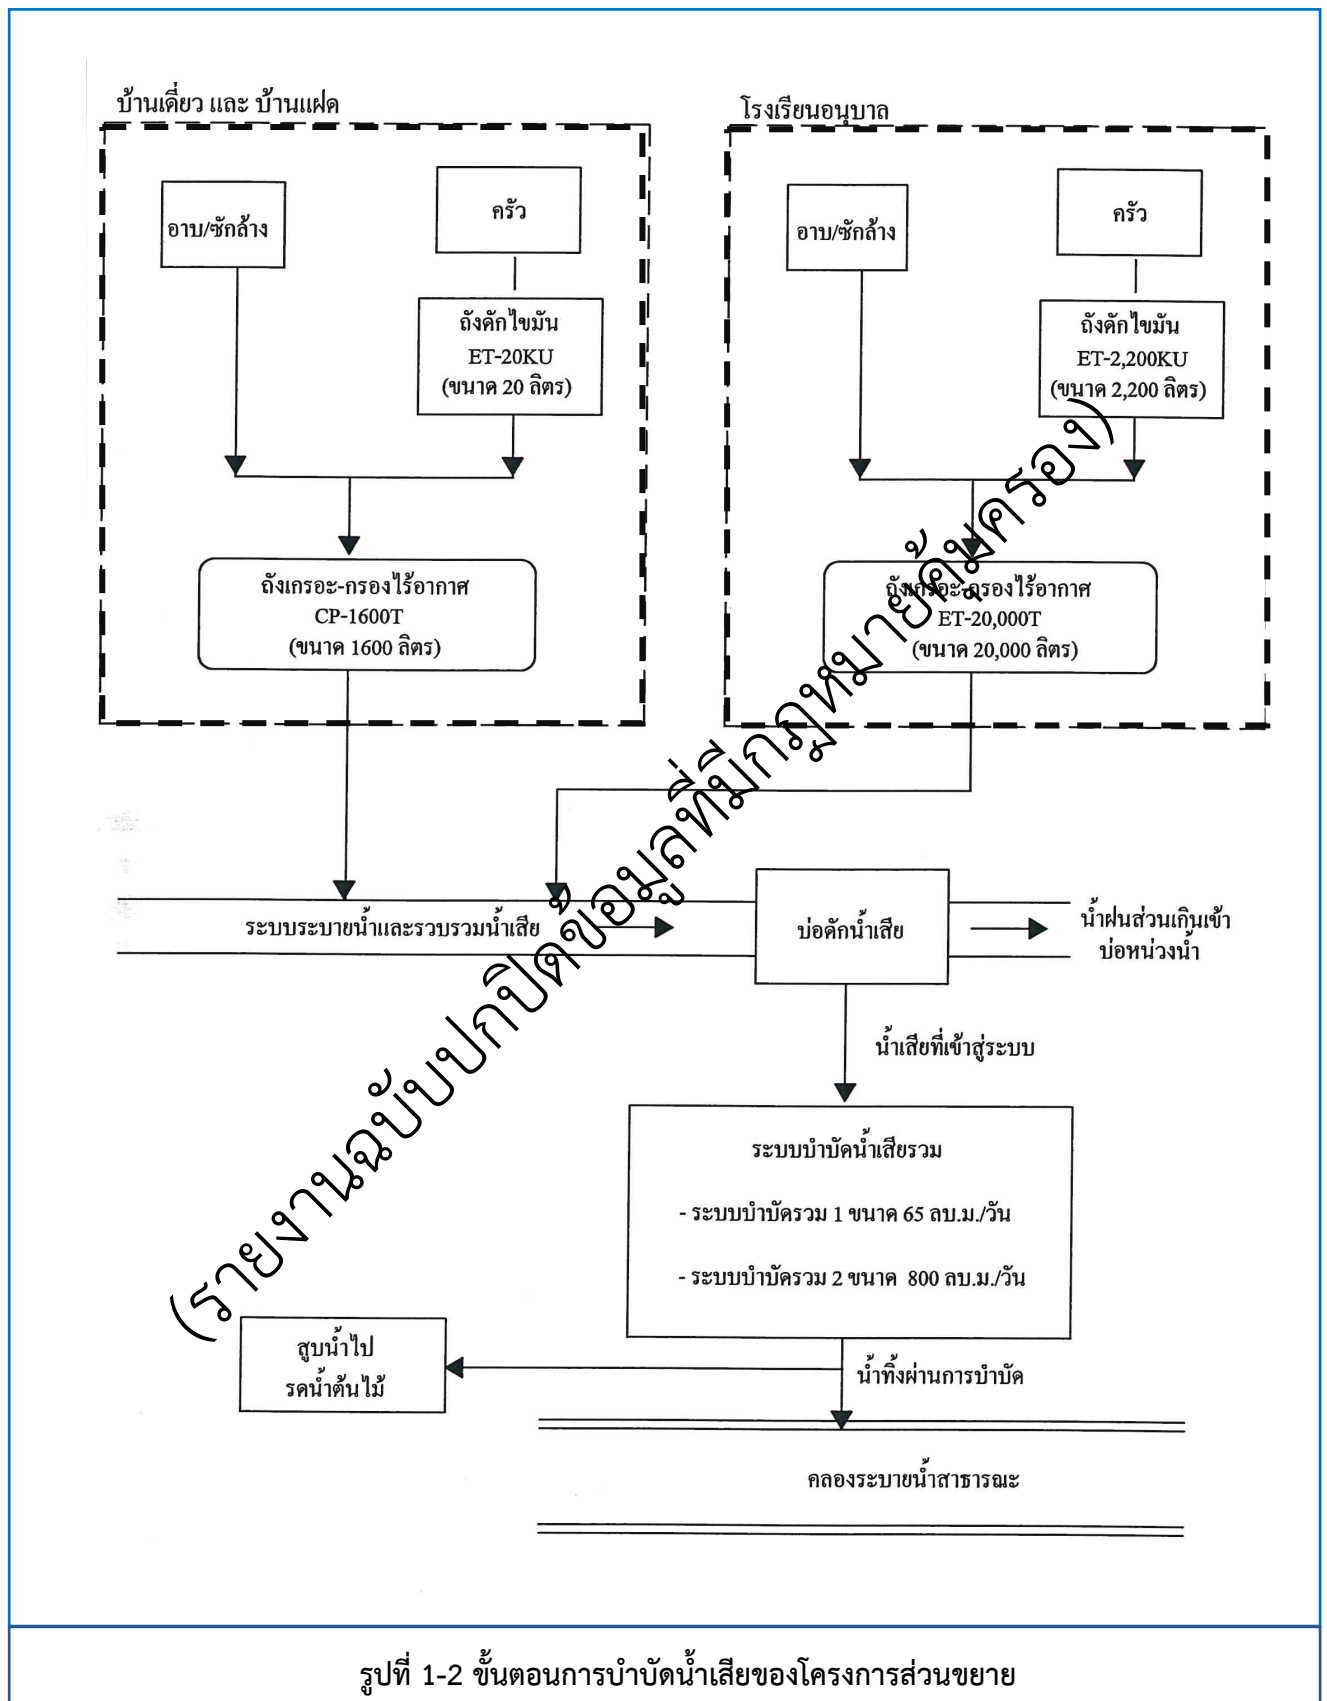 บ้านเดี่ยว และ บ้านแฝด
อาบ/ซักล้าง
ครัว
ถังดักไขมัน
ET-20KU
(ขนาด 20 ลิตร)
ถังเกรอะ-กรองไร้อากาศ
CP-1600T
(ขนาด 1600 ลิตร)
โรงเรียนอนุบาล
อาบ/ซักล้าง
ครัว
ถังดักไขมัน
ET-2,200KU
(ขนาด 2,200 ลิตร)
ถังเกรอะ-กรองไร้อากาศ
ET-20,000T
(ขนาด 20,000 ลิตร)
ระบบระบายน้ำและรวบรวมน้ำเสีย
บ่อดักน้ำเสีย
น้ำฝนส่วนเกินเข้า
บ่อหน่วงน้ำ
น้ำเสียที่เข้าสู่ระบบ
ระบบบำบัดน้ำเสียรวม
- ระบบบำบัดรวม 1 ขนาด 65 ลบ.ม./วัน
- ระบบบำบัดรวม 2 ขนาด 800 ลบ.ม./วัน
สูบน้ำไป
รดน้ำต้นไม้
น้ำทิ้งผ่านการบำบัด
คลองระบายน้ำสาธารณะ
(รายงานฉบับปกปิดข้อมูลที่มีกฎหมายคุ้มครอง)
รูปที่ 1-2 ขั้นตอนการบำบัดน้ำเสียของโครงการส่วนขยาย